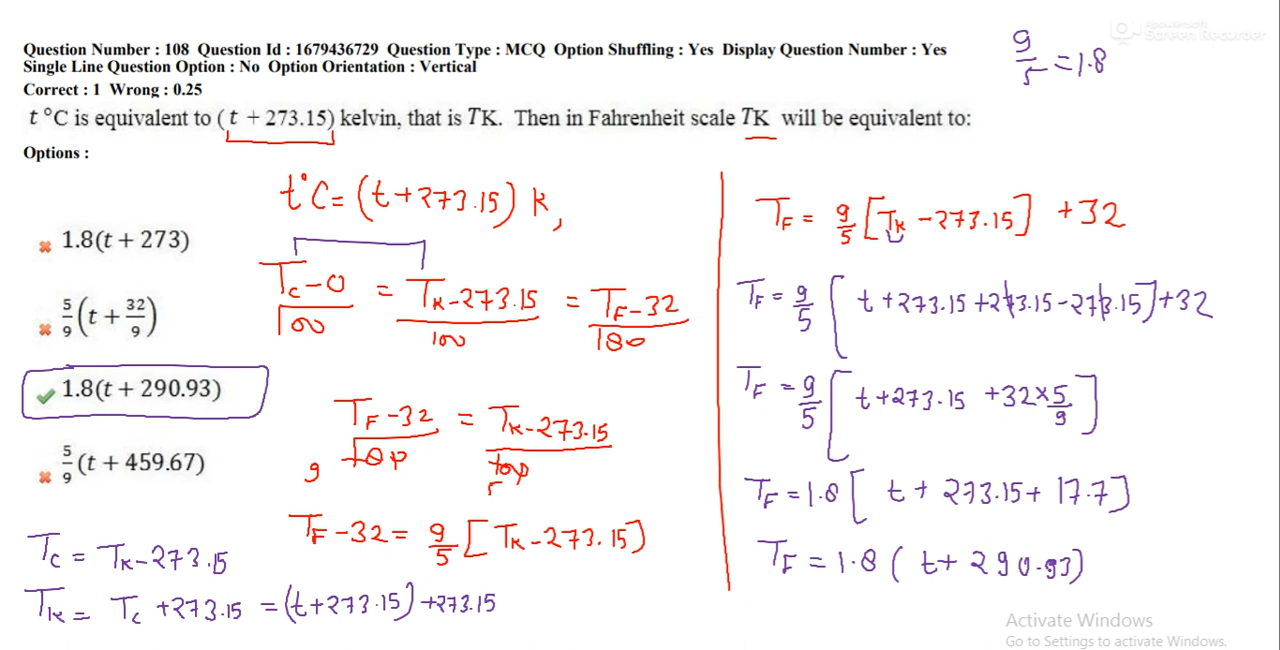 apowersoft
Screen Recorder
Question Number : 108 Question Id : 1679436729 Question Type : MCQ Option Shuffling : Yes Display Question Number : Yes
Single Line Question Option : No Option Orientation : Vertical
Correct : 1 Wrong : 0.25
9/5 = 1.8
t °C is equivalent to (t + 273.15) kelvin, that is TK. Then in Fahrenheit scale TK will be equivalent to:
Options :
1.8(t + 273)
5/9 (t + 32/9)
1.8(t + 290.93)
5/9 (t + 459.67)
t°C = (t+273.15) K,
(Tc-0)/100 = (TK-273.15)/100 = (TF-32)/180
(TF-32)/180 = (TK-273.15)/100
9
5
TF-32 = 9/5 [TK-273.15]
Tc = TK-273.15
TK = Tc +273.15 = (t+273.15) +273.15
TF = 9/5 [TK -273.15] +32
TF = 9/5 [t+273.15+273.15-273.15] +32
TF = 9/5 [t+273.15 +32×5/9]
TF = 1.8 [t + 273.15+ 17.7]
TF = 1.8 (t+ 290.93)
Activate Windows
Go to Settings to activate Windows.